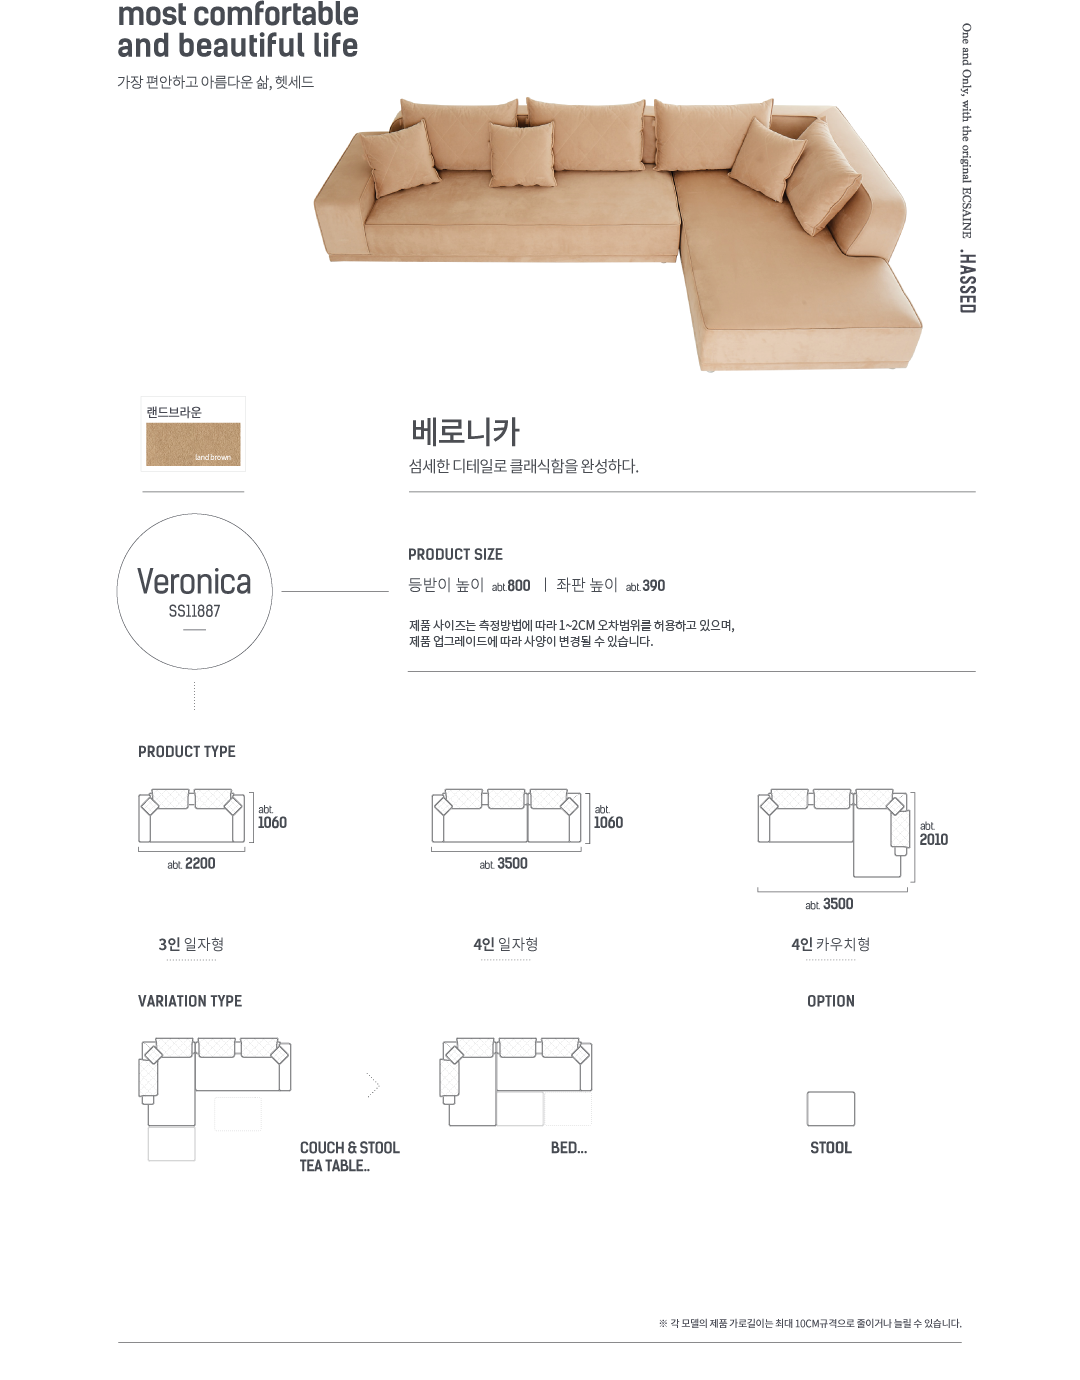 most comfortable
and beautiful life
가장 편안하고 아름다운 삶, 헷세드
One and Only, with the original ECSAINE .HASSED
랜드브라운
land brown.
베로니카
섬세한 디테일로 클래식함을 완성하다.
Veronica
SS11887
PRODUCT SIZE
등받이 높이 abt.800 | 좌판 높이 abt.390
제품 사이즈는 측정방법에 따라 1~2CM 오차범위를 허용하고 있으며,
제품 업그레이드에 따라 사양이 변경될 수 있습니다.
PRODUCT TYPE
abt.
1060
abt. 2200
3인 일자형
abt.
1060
abt. 3500
4인 일자형
abt.
2010
abt. 3500
4인 카우치형
VARIATION TYPE
COUCH & STOOL
TEA TABLE..
BED...
OPTION
STOOL
※ 각 모델의 제품 가로길이는 최대 10CM규격으로 줄이거나 늘릴 수 있습니다.